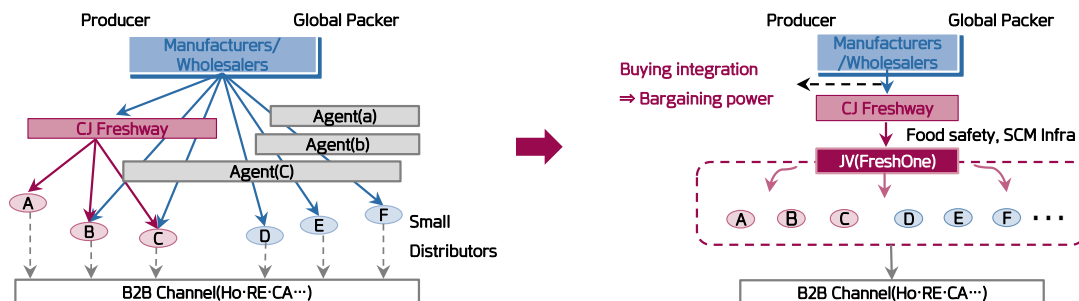 Producer
Global Packer
Manufacturers/
Wholesalers
CJ Freshway
Agent(a)
Agent(b)
Agent(C)
A
B
C
D
E
F
Small
Distributors
B2B Channel(Ho·RE·CA⋯)
Producer
Global Packer
Manufacturers
/Wholesalers
Buying integration
⇒ Bargaining power
CJ Freshway
Food safety, SCM Infra
JV(FreshOne)
A
B
C
D
E
F
⋯
B2B Channel(Ho·RE·CA⋯)